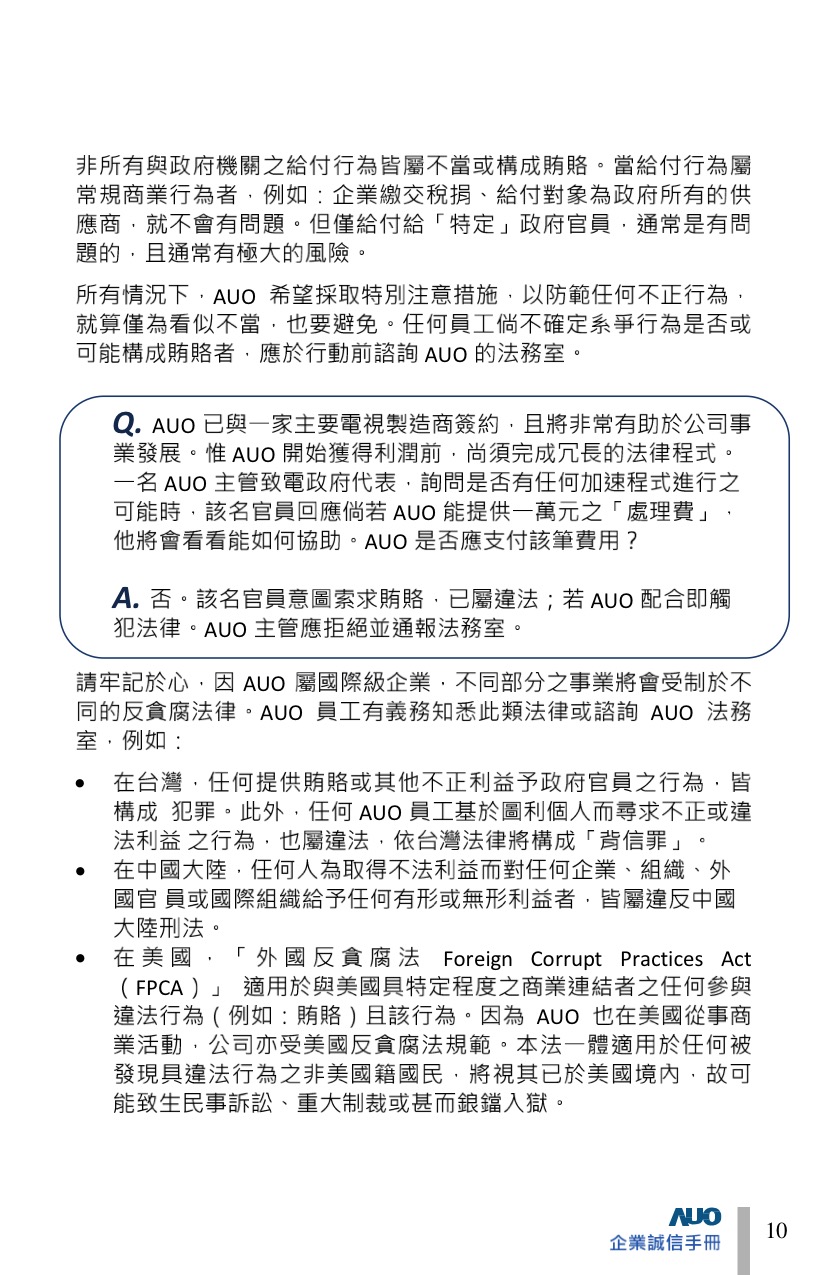 非所有與政府機關之給付行為皆屬不當或構成賄賂。當給付行為屬
常規商業行為者，例如：企業繳交稅捐、給付對象為政府所有的供
應商，就不會有問題。但僅給付給「特定」政府官員，通常是有問
題的，且通常有極大的風險。
所有情況下，AUO 希望採取特別注意措施，以防範任何不正行為，
就算僅為看似不當，也要避免。任何員工倘不確定系爭行為是否或
可能構成賄賂者，應於行動前諮詢 AUO 的法務室。
Q. AUO 已與一家主要電視製造商簽約，且將非常有助於公司事
業發展。惟 AUO 開始獲得利潤前，尚須完成冗長的法律程式。
一名 AUO 主管致電政府代表，詢問是否有任何加速程式進行之
可能時，該名官員回應倘若 AUO 能提供一萬元之「處理費」，
他將會看看能如何協助。AUO 是否應支付該筆費用？
A. 否。該名官員意圖索求賄賂，已屬違法；若 AUO 配合即觸
犯法律。AUO 主管應拒絕並通報法務室。
請牢記於心，因 AUO 屬國際級企業，不同部分之事業將會受制於不
同的反貪腐法律。AUO 員工有義務知悉此類法律或諮詢 AUO 法務
室，例如：
• 在台灣，任何提供賄賂或其他不正利益予政府官員之行為，皆
構成 犯罪。此外，任何 AUO 員工基於圖利個人而尋求不正或違
法利益 之行為，也屬違法，依台灣法律將構成「背信罪」。
• 在中國大陸，任何人為取得不法利益而對任何企業、組織、外
國官 員或國際組織給予任何有形或無形利益者，皆屬違反中國
大陸刑法。
• 在美國，「外國反貪腐法 Foreign Corrupt Practices Act
（FPCA）」 適用於與美國具特定程度之商業連結者之任何參與
違法行為（例如：賄賂）且該行為。因為 AUO 也在美國從事商
業活動，公司亦受美國反貪腐法規範。本法一體適用於任何被
發現具違法行為之非美國籍國民，將視其已於美國境內，故可
能致生民事訴訟、重大制裁或甚而鋃鐺入獄。
AUO
企業誠信手冊
10